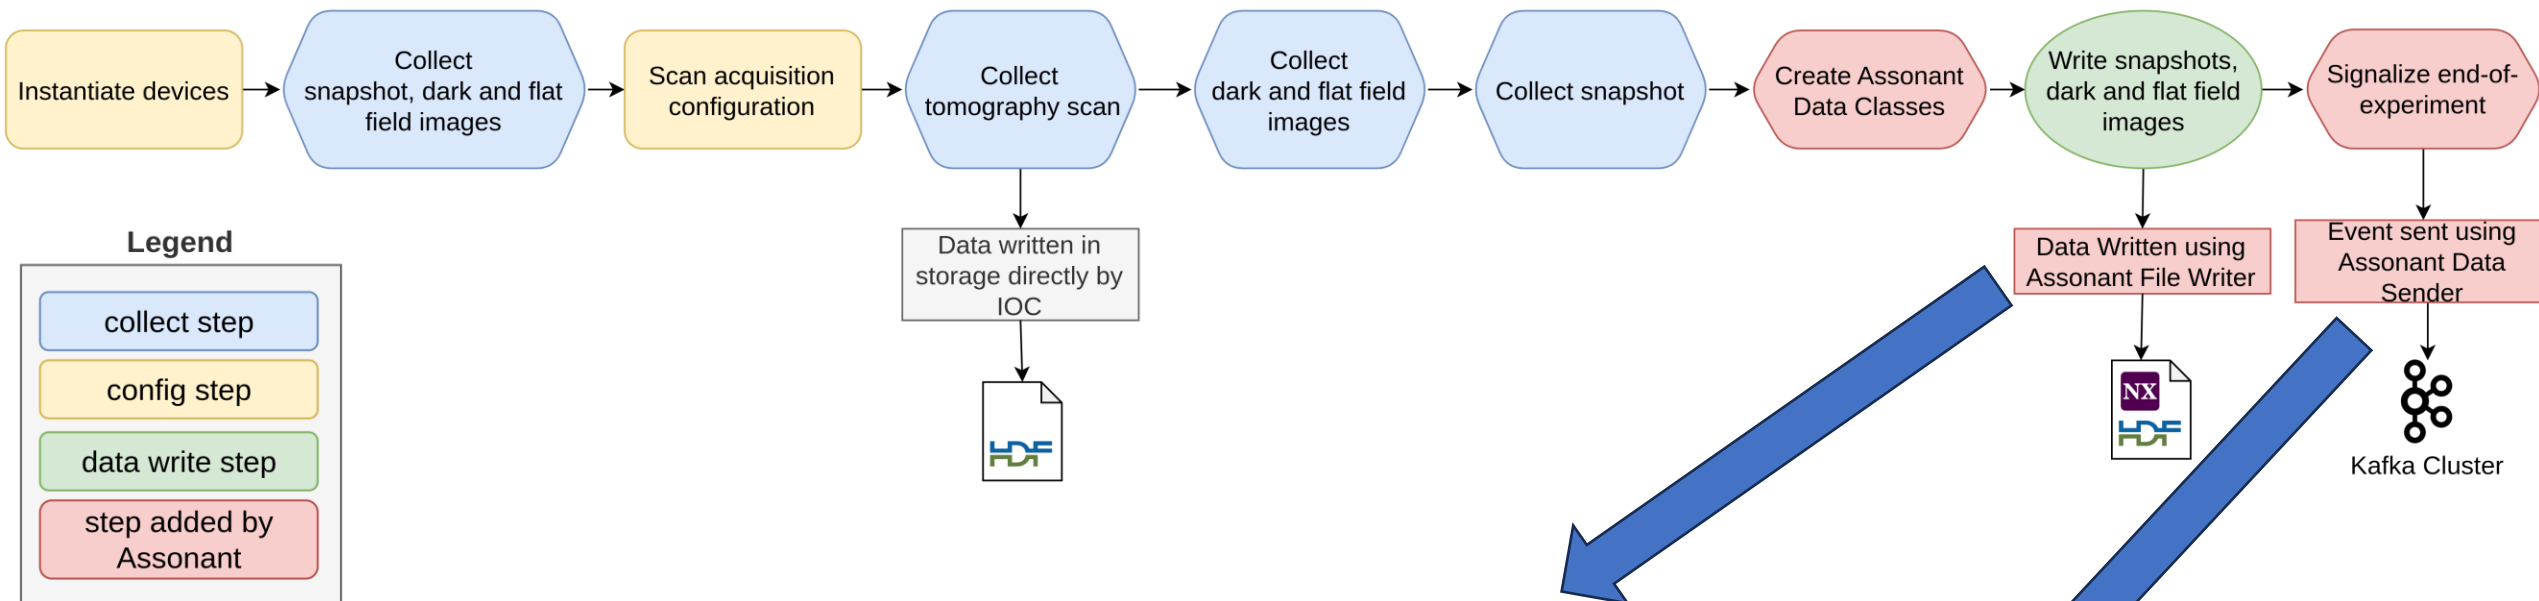 Instantiate devices
Collect
snapshot, dark and flat
field images
Scan acquisition
configuration
Collect
tomography scan
Collect
dark and flat field
images
Collect snapshot
Create Assonant
Data Classes
Write snapshots,
dark and flat field
images
Signalize end-of-
experiment
Data written in
storage directly by
IOC
HDF
Data Written using
Assonant File Writer
NX
HDF
Event sent using
Assonant Data
Sender
Kafka Cluster
Legend
collect step
config step
data write step
step added by
Assonant